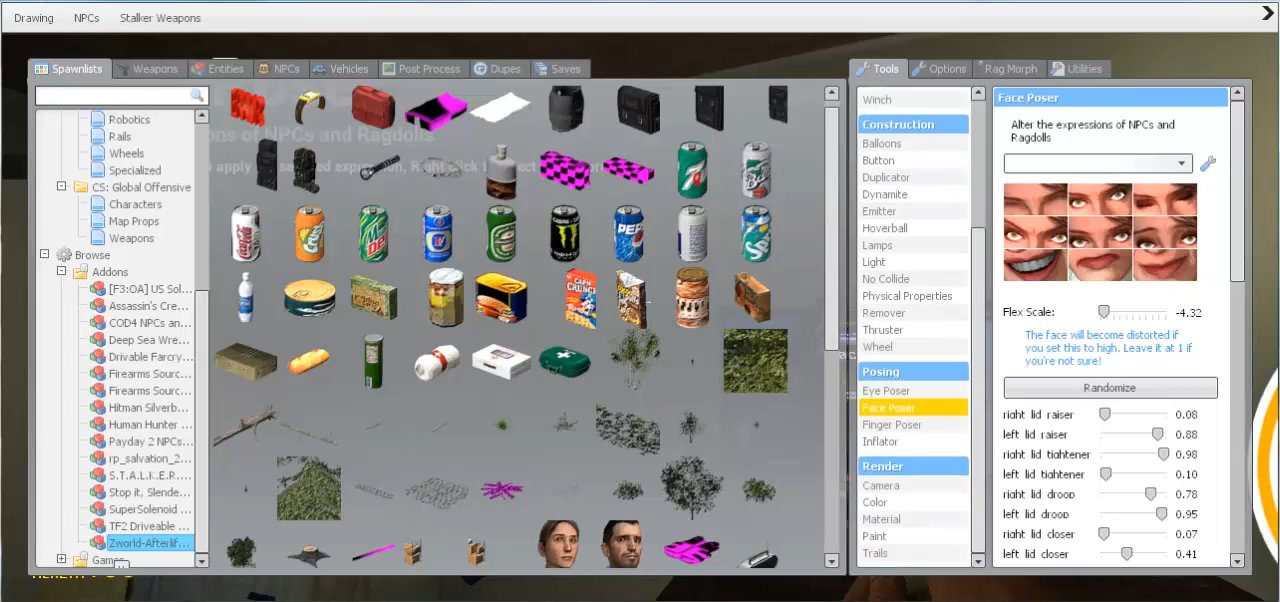 Drawing NPCs Stalker Weapons
Spawnlists Weapons Entities NPCs Vehicles Post Process Dupes Saves
Robotics
Rails
Wheels
Specialized
CS: Global Offensive
Characters
Map Props
Weapons
Browse
Addons
[F3:OA] US Sol...
Assassin's Cre...
COD4 NPCs an...
Deep Sea Wre...
Drivable Farcry...
Firearms Sourc...
Firearms Sourc...
Hitman Silverb...
Human Hunter ...
Payday 2 NPCs...
rp_salvation_2...
S.T.A.L.K.E.R....
Stop it, Slende...
SuperSolenoid ...
TF2 Driveable ...
Zworld-Afterlif...
Games
ons of NPCs and Ragdolls
Tools Options Rag Morph Utilities
Winch
Construction
Balloons
Button
Duplicator
Dynamite
Emitter
Hoverball
Lamps
Light
No Collide
Physical Properties
Remover
Thruster
Wheel
Posing
Eye Poser
Face Poser
Finger Poser
Inflator
Render
Camera
Color
Material
Paint
Trails
Face Poser
Alter the expressions of NPCs and
Ragdolls
Flex Scale: -4.32
The face will become distorted if
you set this to high. Leave it at 1 if
you're not sure!
Randomize
right lid raiser 0.08
left lid raiser 0.88
right lid tightener 0.98
left lid tightener 0.10
right lid droop 0.78
left lid droop 0.95
right lid closer 0.07
left lid closer 0.41